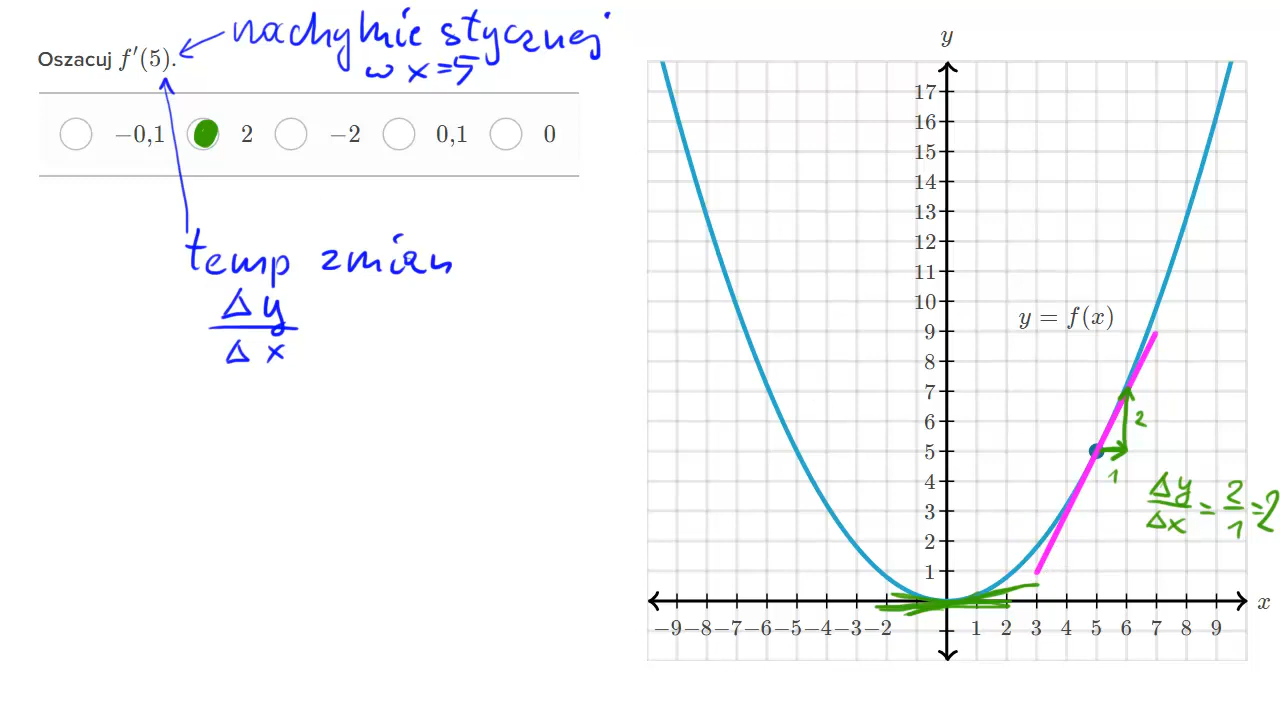 nachylnie stycznej
w x=5
Oszacuj f′(5).
−0,1 2 −2 0,1 0
temp zmian
Δy
Δx
y
17
16
15
14
13
12
11
10
y = f(x)
9
8
7
6
2
5
4
1
Δy/Δx = 2/1 = 2
3
2
1
x
−9 −8 −7 −6 −5 −4 −3 −2 1 2 3 4 5 6 7 8 9